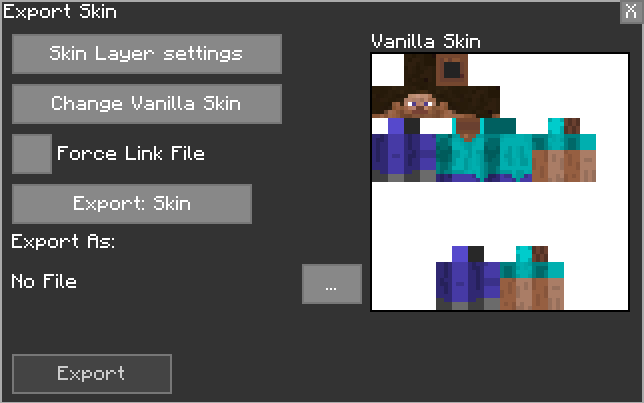 Export Skin
X
Skin Layer settings
Vanilla Skin
Change Vanilla Skin
Force Link File
Export: Skin
Export As:
No File
...
Export